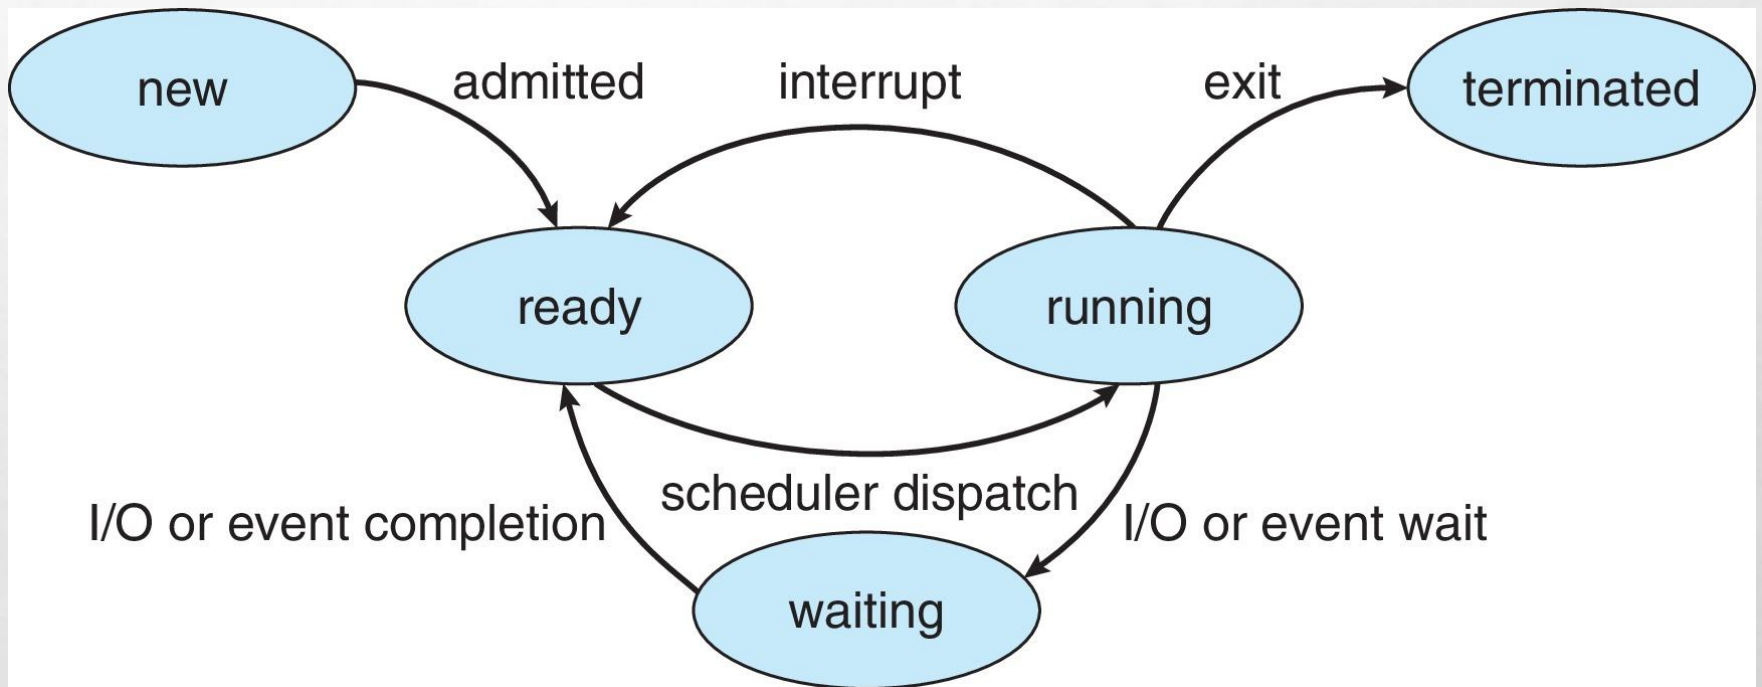 new
admitted
interrupt
exit
terminated
ready
running
scheduler dispatch
I/O or event completion
I/O or event wait
waiting